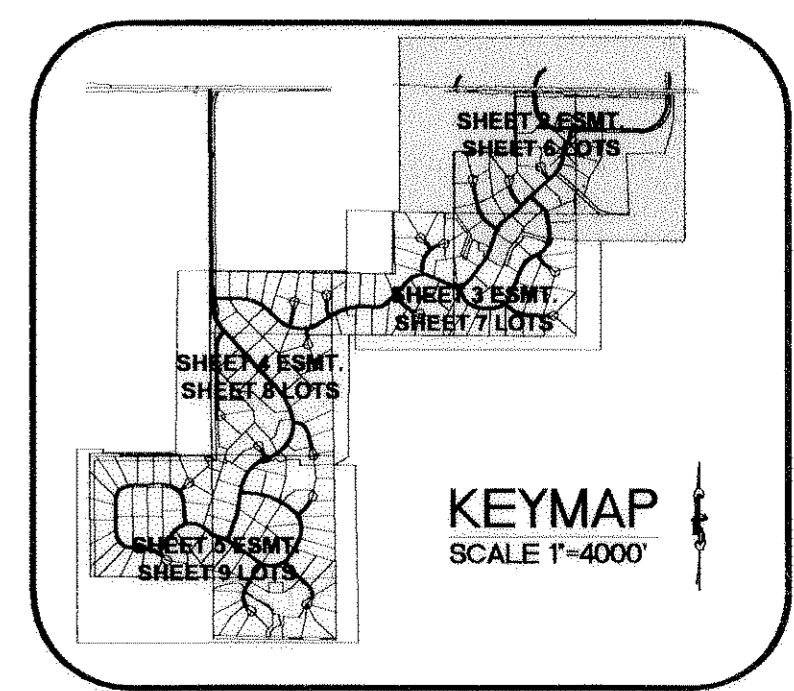 SHEET 2 ESMT.
SHEET 6 LOTS
SHEET 3 ESMT.
SHEET 7 LOTS
SHEET 4 ESMT.
SHEET 8 LOTS
SHEET 5 ESMT.
SHEET 9 LOTS
KEYMAP
SCALE 1"=4000'